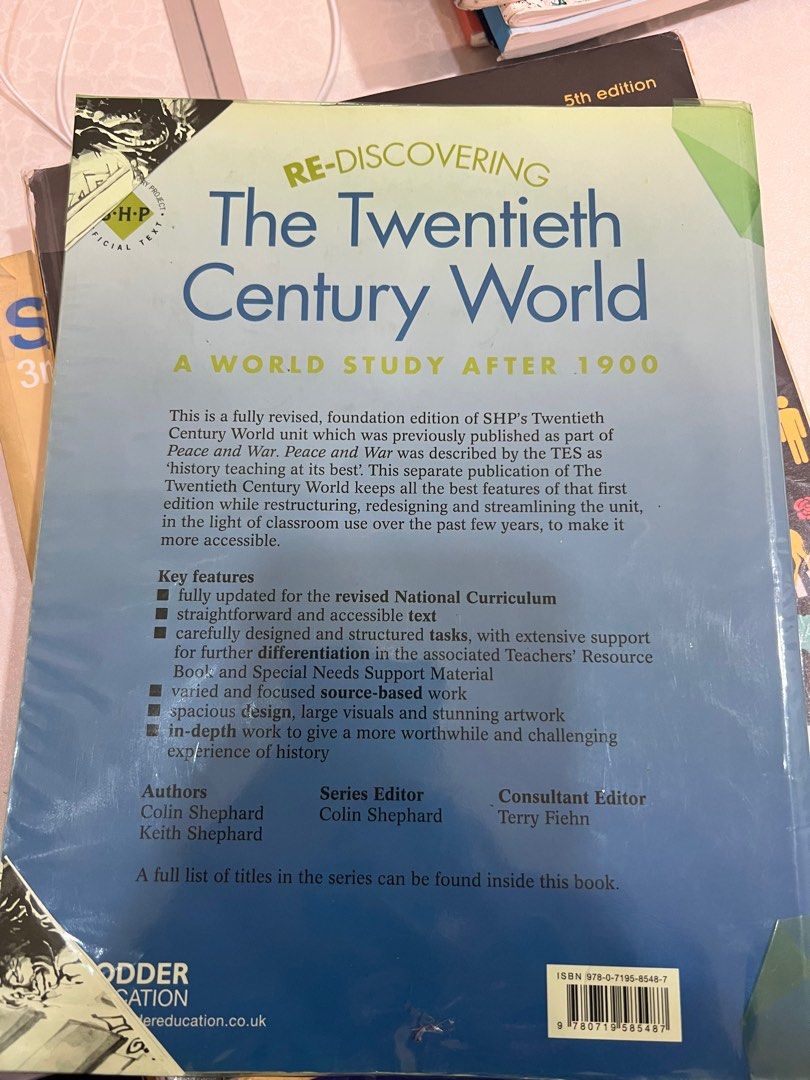 5th edition
RE-DISCOVERING
The Twentieth
Century World
A WORLD STUDY AFTER 1900
·H·P
PROJECT
FICIAL TEXT
S
This is a fully revised, foundation edition of SHP's Twentieth
Century World unit which was previously published as part of
Peace and War. Peace and War was described by the TES as
'history teaching at its best'. This separate publication of The
Twentieth Century World keeps all the best features of that first
edition while restructuring, redesigning and streamlining the unit,
in the light of classroom use over the past few years, to make it
more accessible.
Key features
■ fully updated for the revised National Curriculum
■ straightforward and accessible text
■ carefully designed and structured tasks, with extensive support
for further differentiation in the associated Teachers' Resource
Book and Special Needs Support Material
■ varied and focused source-based work
■ spacious design, large visuals and stunning artwork
■ in-depth work to give a more worthwhile and challenging
experience of history
Authors
Colin Shephard
Keith Shephard
Series Editor
Colin Shephard
Consultant Editor
Terry Fiehn
A full list of titles in the series can be found inside this book.
ODDER
CATION
dereducation.co.uk
ISBN 978-0-7195-8548-7
9 780719 585487